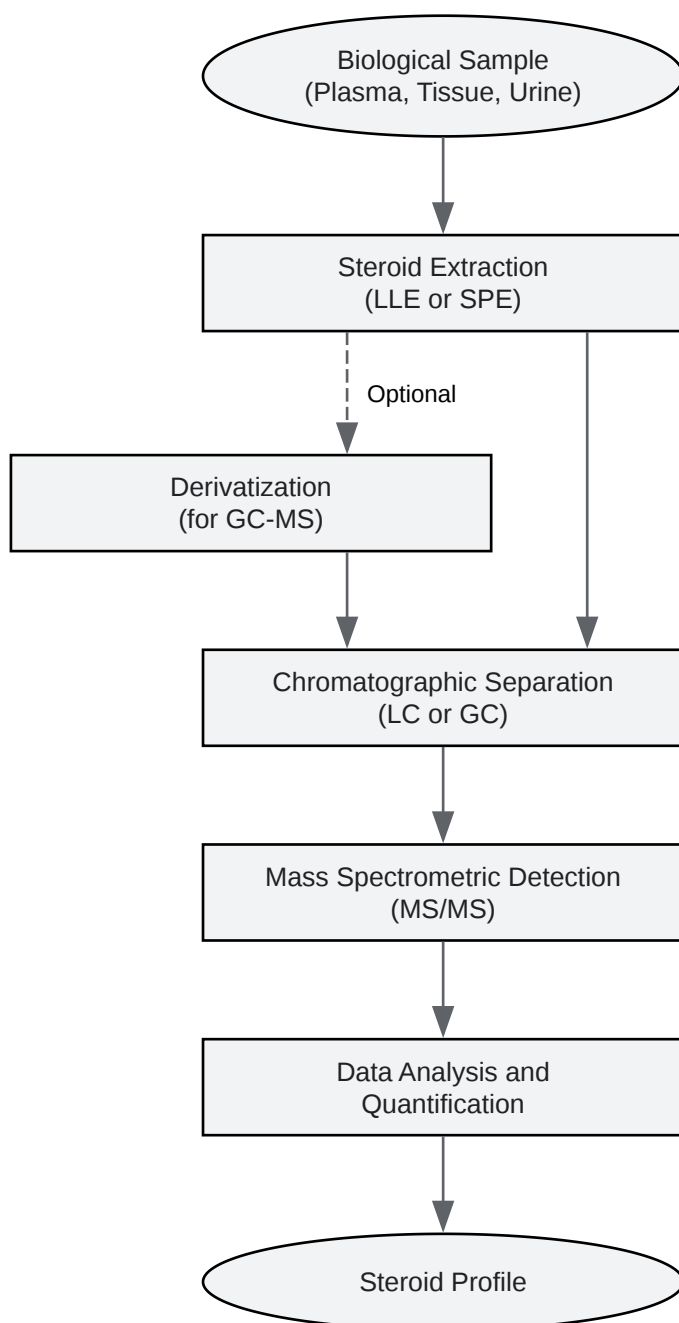 Biological Sample
(Plasma, Tissue, Urine)
Steroid Extraction
(LLE or SPE)
Optional
Derivatization
(for GC-MS)
Chromatographic Separation
(LC or GC)
Mass Spectrometric Detection
(MS/MS)
Data Analysis and
Quantification
Steroid Profile